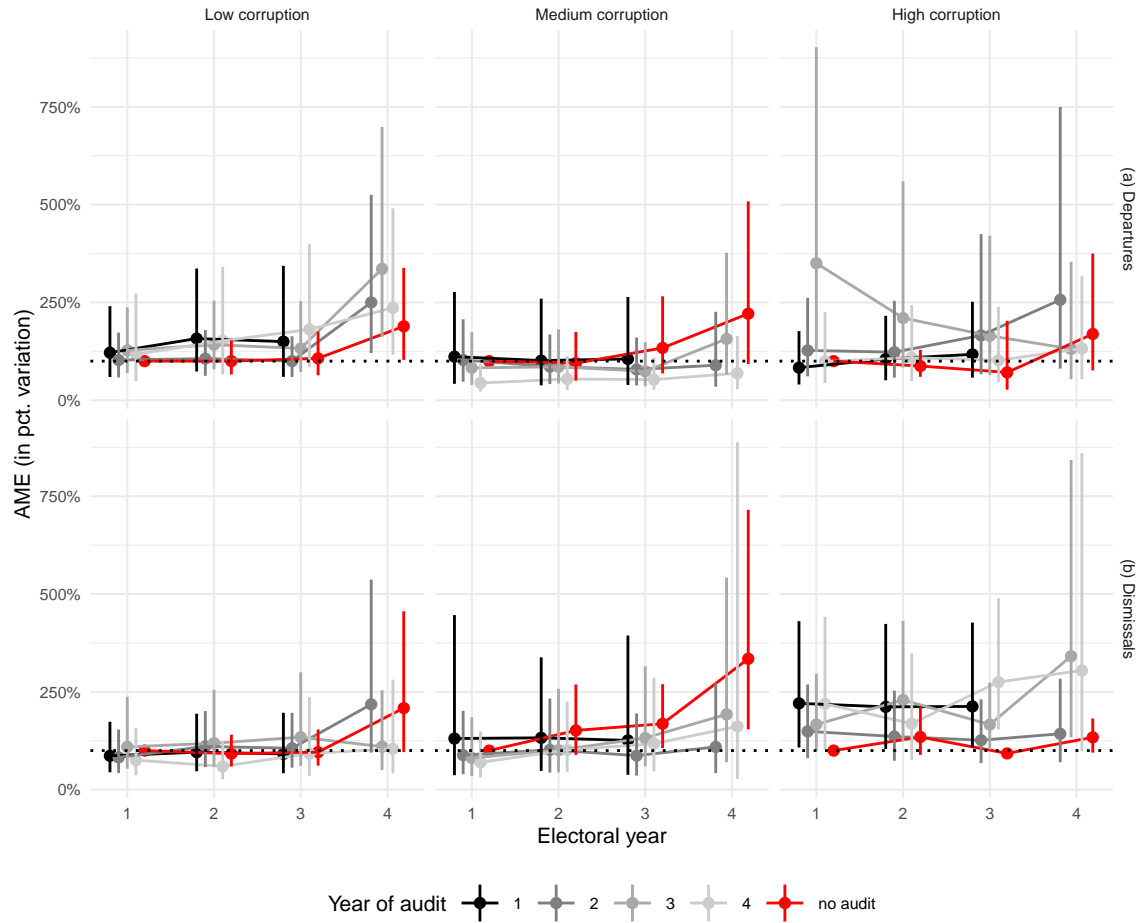 Low corruption
Medium corruption
High corruption
750%
500%
250%
0%
(a) Departures
750%
500%
250%
0%
(b) Dismissals
AME (in pct. variation)
1 2 3 4
1 2 3 4
1 2 3 4
Electoral year
Year of audit 1 2 3 4 no audit